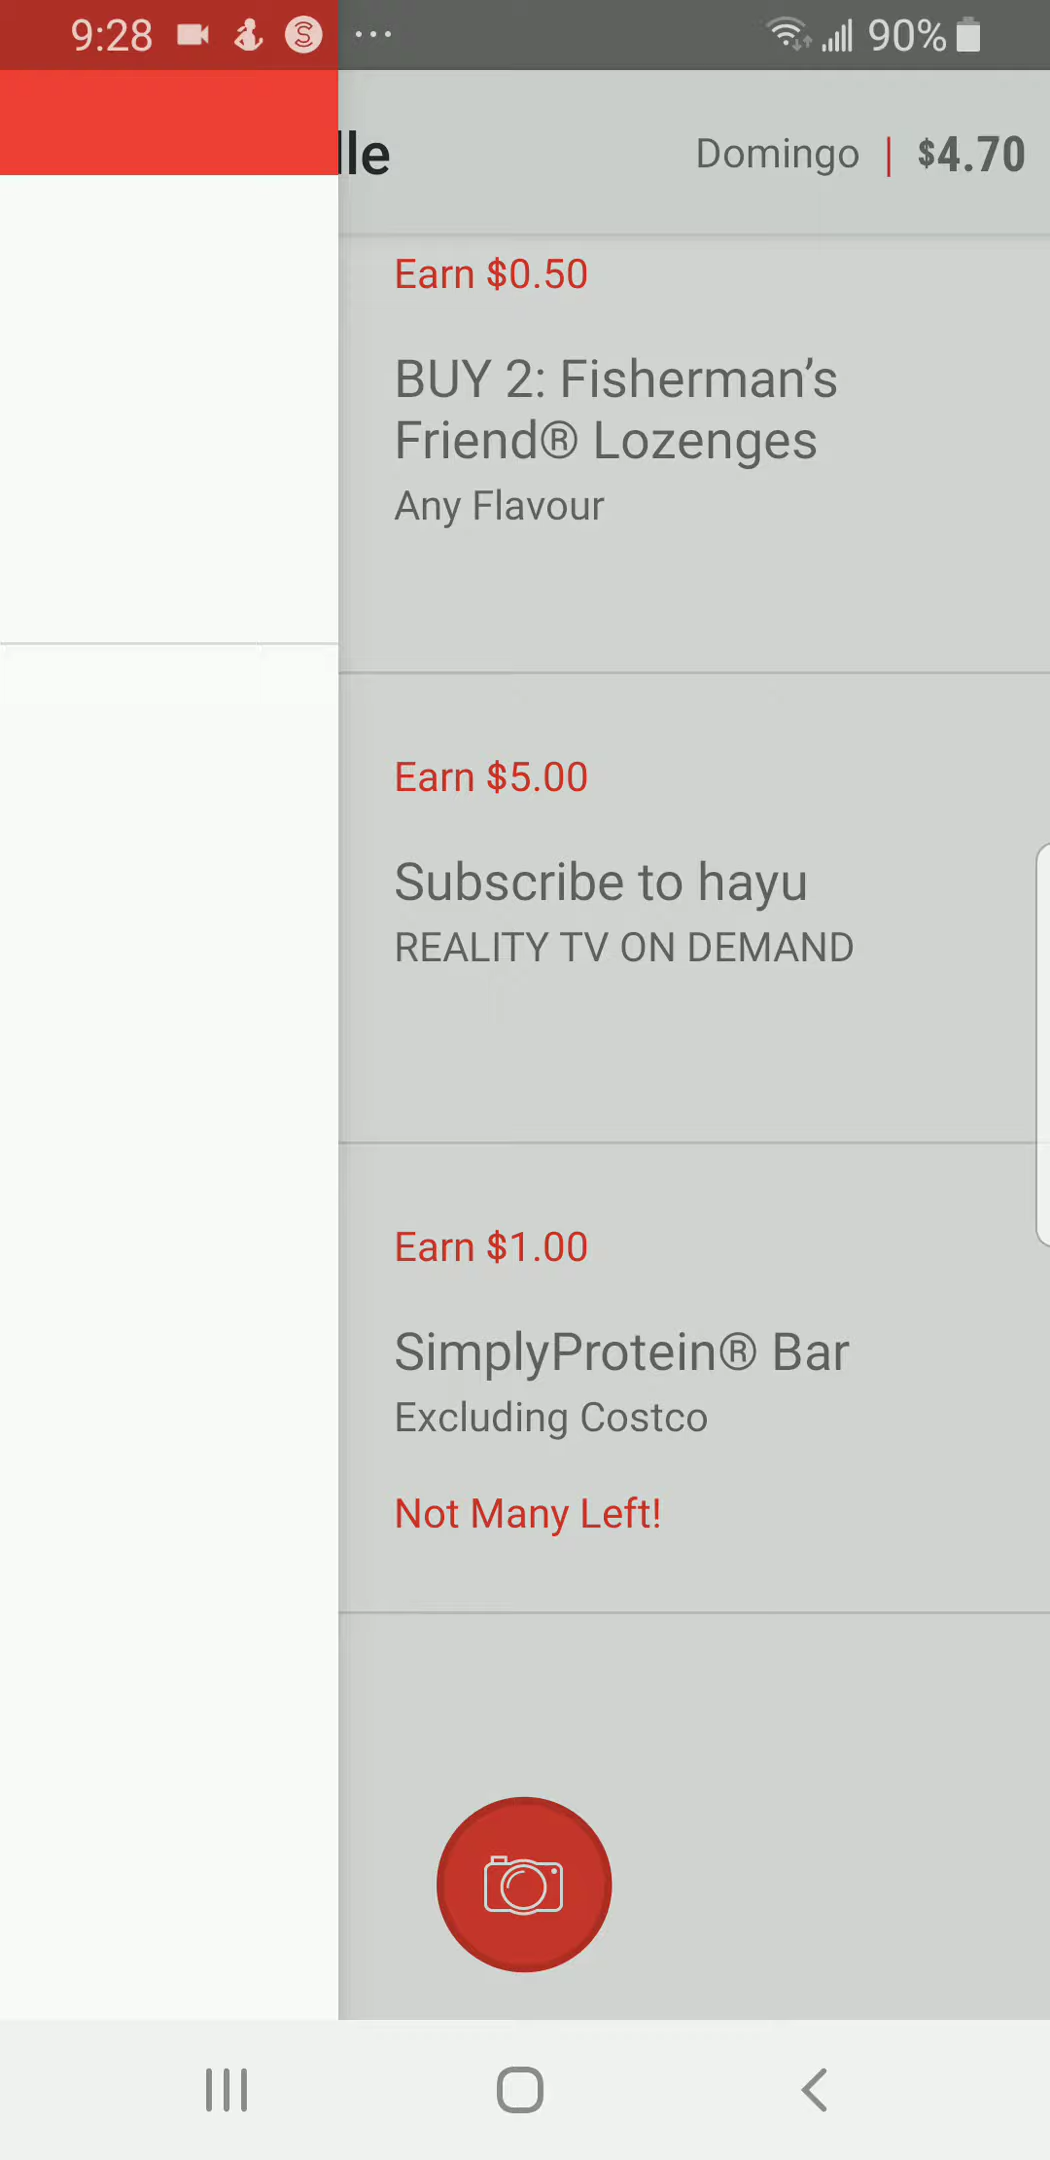 9:28 90%
lle Domingo | $4.70
Earn $0.50
BUY 2: Fisherman’s
Friend® Lozenges
Any Flavour
Earn $5.00
Subscribe to hayu
REALITY TV ON DEMAND
Earn $1.00
SimplyProtein® Bar
Excluding Costco
Not Many Left!